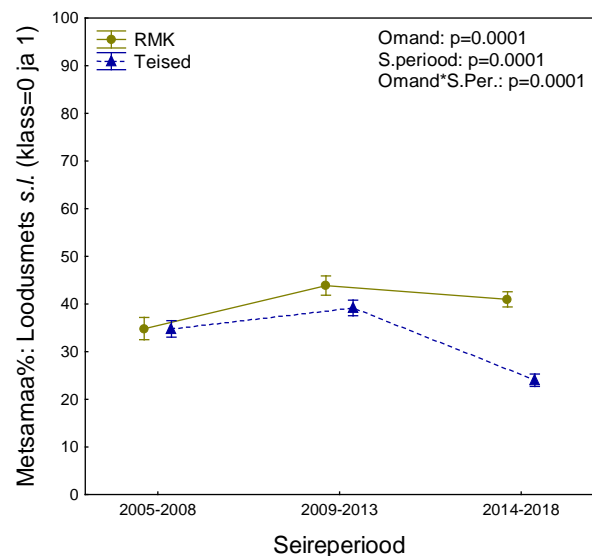 RMK
Teised
Omand: p=0.0001
S.periood: p=0.0001
Omand*S.Per.: p=0.0001
Metsamaa%: Loodusmets s.l. (klass=0 ja 1)
100
90
80
70
60
50
40
30
20
10
0
2005-2008 2009-2013 2014-2018
Seireperiood